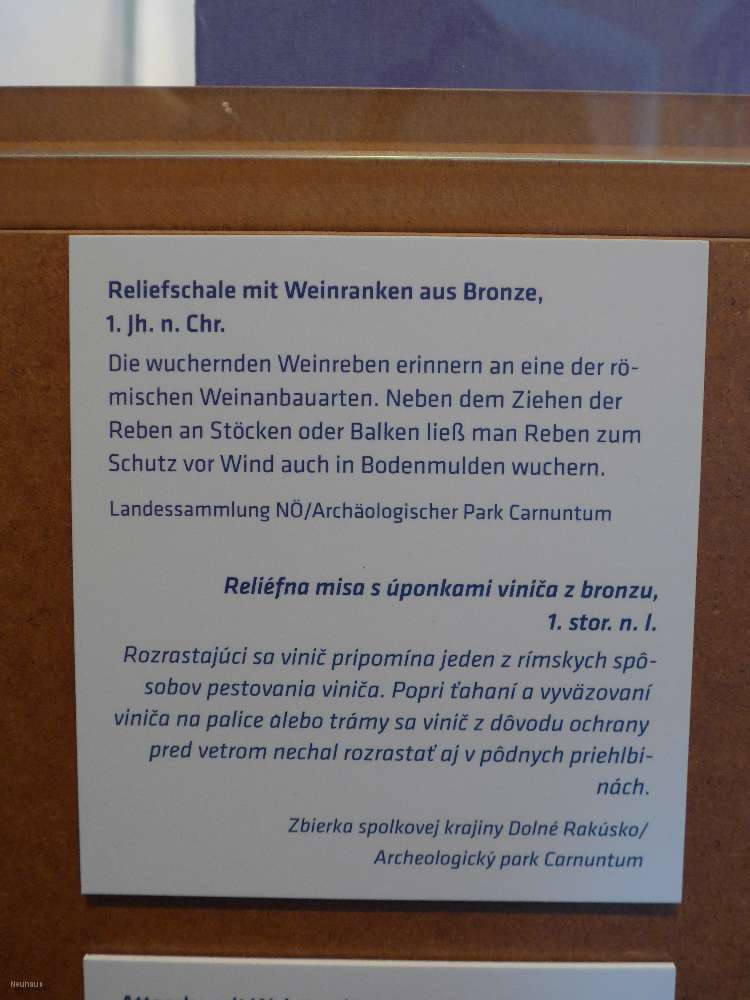 Reliefschale mit Weinranken aus Bronze,
1. Jh. n. Chr.
Die wuchernden Weinreben erinnern an eine der rö-
mischen Weinanbauarten. Neben dem Ziehen der
Reben an Stöcken oder Balken ließ man Reben zum
Schutz vor Wind auch in Bodenmulden wuchern.
Landessammlung NÖ/Archäologischer Park Carnuntum
Reliéfna misa s úponkami viniča z bronzu,
1. stor. n. l.
Rozrastajúci sa vinič pripomína jeden z rímskych spô-
sobov pestovania viniča. Popri ťahaní a vyväzovaní
viniča na palice alebo trámy sa vinič z dôvodu ochrany
pred vetrom nechal rozrastať aj v pôdnych priehlbi-
nách.
Zbierka spolkovej krajiny Dolné Rakúsko/
Archeologický park Carnuntum
Neuhaus